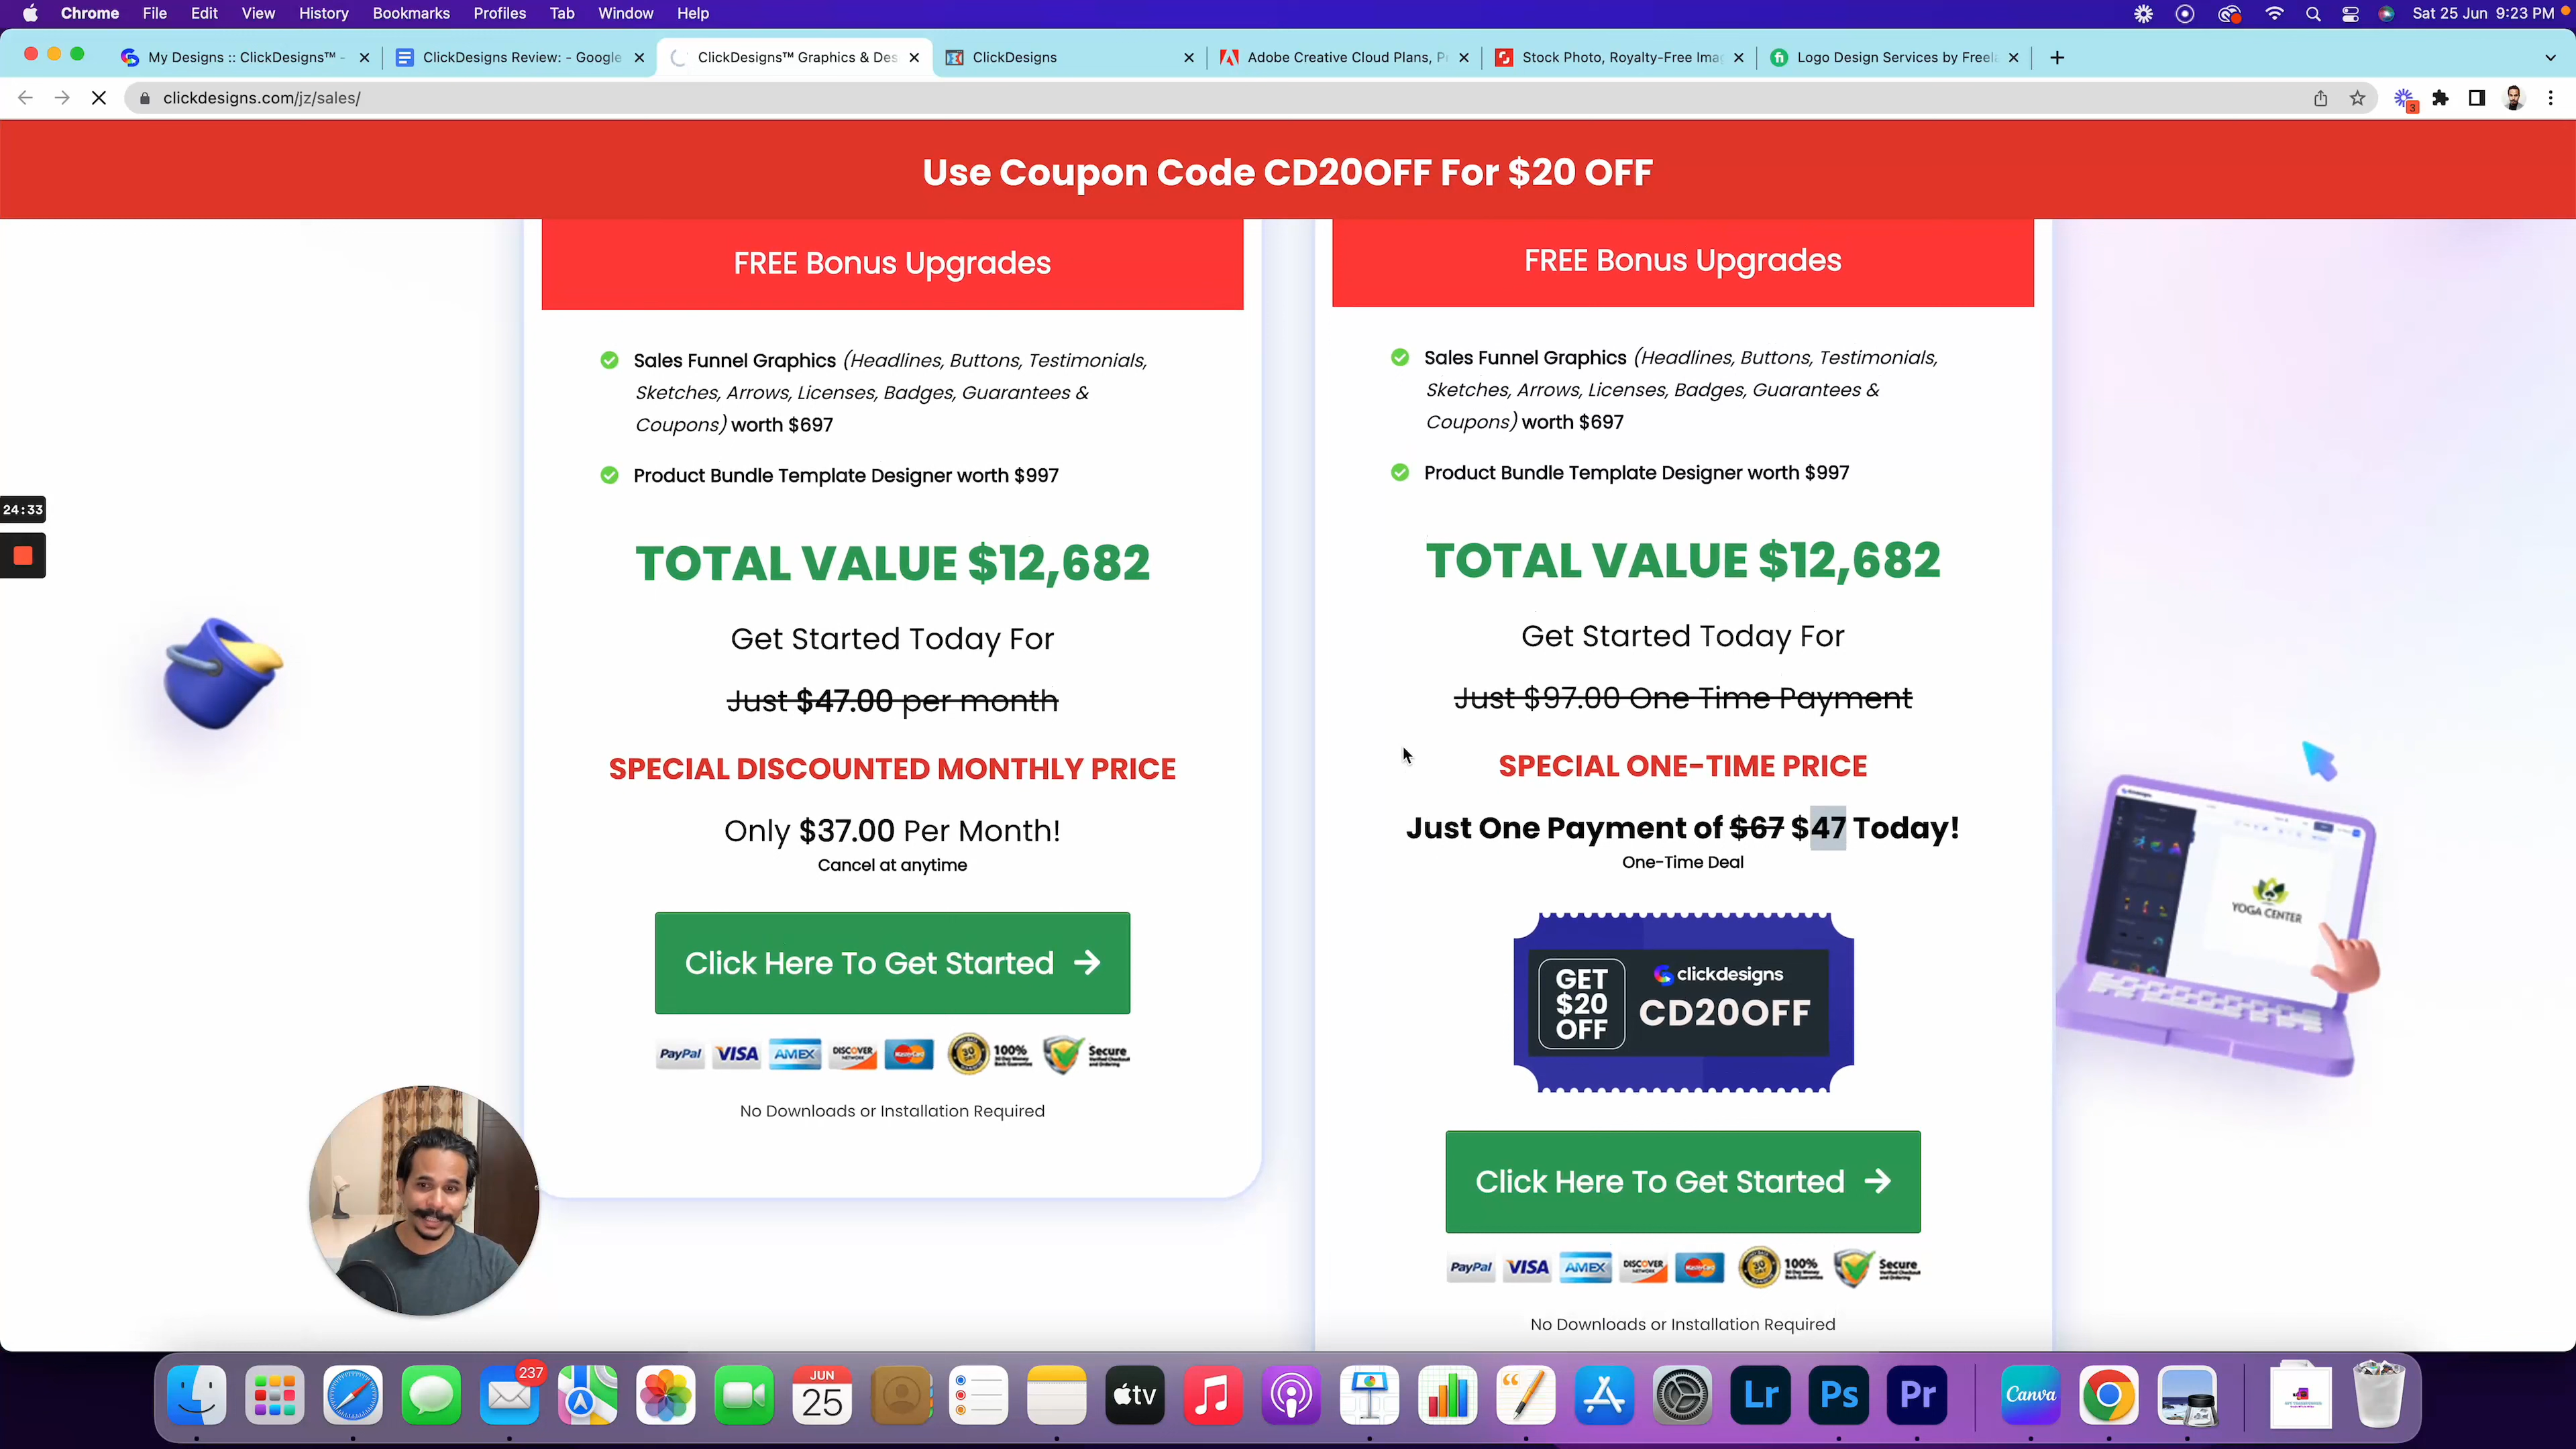 Chrome File Edit View History Bookmarks Profiles Tab Window Help Sat 25 Jun 9:23 PM
My Designs :: ClickDesigns™ - ClickDesigns Review: - Google ClickDesigns™ Graphics & Des ClickDesigns Adobe Creative Cloud Plans, P Stock Photo, Royalty-Free Ima Logo Design Services by Freel
clickdesigns.com/jz/sales/ 3
Use Coupon Code CD20OFF For $20 OFF
FREE Bonus Upgrades
Sales Funnel Graphics (Headlines, Buttons, Testimonials,
Sketches, Arrows, Licenses, Badges, Guarantees &
Coupons) worth $697
Product Bundle Template Designer worth $997
TOTAL VALUE $12,682
Get Started Today For
Just $47.00 per month
SPECIAL DISCOUNTED MONTHLY PRICE
Only $37.00 Per Month!
Cancel at anytime
Click Here To Get Started
PayPal VISA AMEX DISCOVER MasterCard 30 100% Secure
No Downloads or Installation Required
FREE Bonus Upgrades
Sales Funnel Graphics (Headlines, Buttons, Testimonials,
Sketches, Arrows, Licenses, Badges, Guarantees &
Coupons) worth $697
Product Bundle Template Designer worth $997
TOTAL VALUE $12,682
Get Started Today For
Just $97.00 One Time Payment
SPECIAL ONE-TIME PRICE
Just One Payment of $67 $47 Today!
One-Time Deal
GET
$20
OFF
clickdesigns
CD20OFF
Click Here To Get Started
PayPal VISA AMEX DISCOVER MasterCard 30 100% Secure
No Downloads or Installation Required
24:33
YOGA CENTER
237
JUN
25
tv
Lr
Ps
Pr
Canva